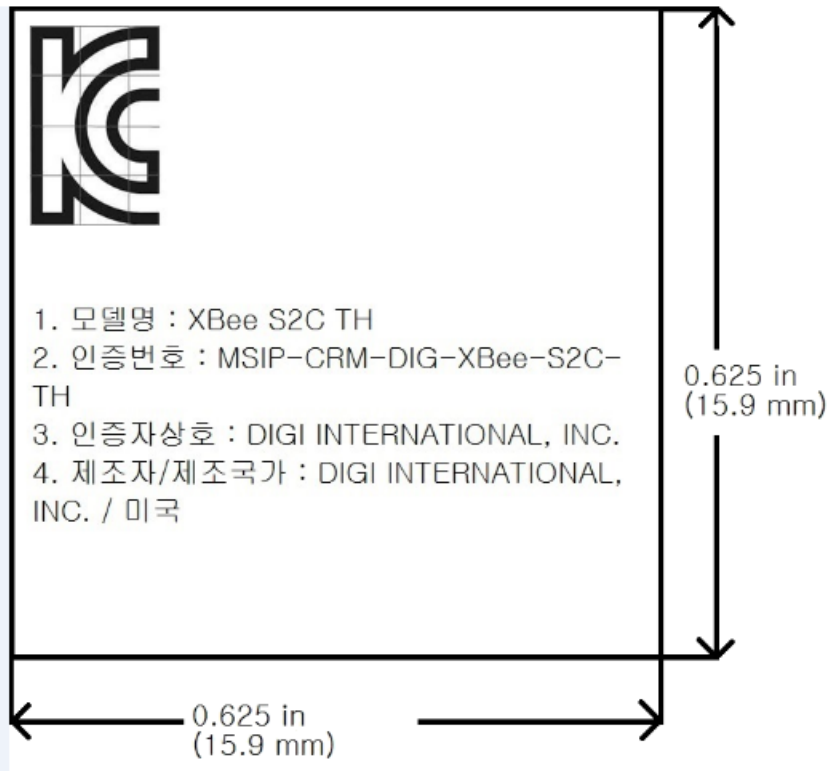 1. 모델명 : XBee S2C TH
2. 인증번호 : MSIP-CRM-DIG-XBee-S2C-
TH
3. 인증자상호 : DIGI INTERNATIONAL, INC.
4. 제조자/제조국가 : DIGI INTERNATIONAL,
INC. / 미국
0.625 in
(15.9 mm)
0.625 in
(15.9 mm)